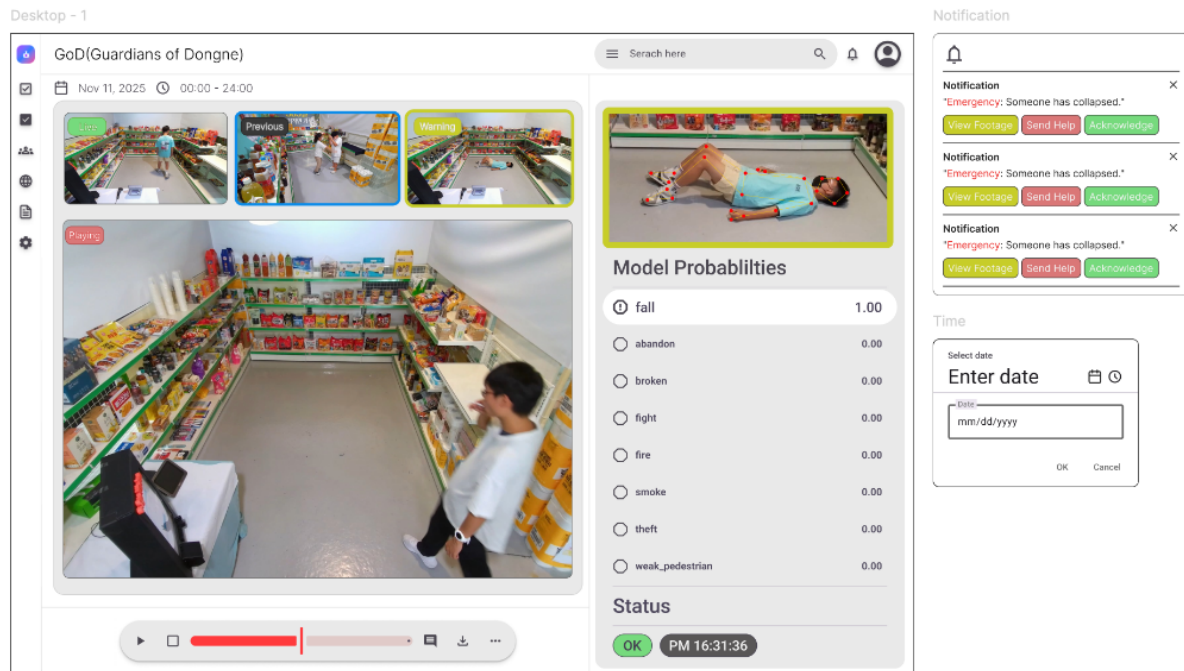 Desktop - 1
GoD(Guardians of Dongne)
Serach here
Nov 11, 2025 00:00 - 24:00
Previous
Warning
Playing
Model Probablilties
fall 1.00
abandon 0.00
broken 0.00
fight 0.00
fire 0.00
smoke 0.00
theft 0.00
weak_pedestrian 0.00
Status
OK PM 16:31:36
Notification
Notification
"Emergency: Someone has collapsed."
View Footage Send Help Acknowledge
Notification
"Emergency: Someone has collapsed."
View Footage Send Help Acknowledge
Notification
"Emergency: Someone has collapsed."
View Footage Send Help Acknowledge
Time
Select date
Enter date
Date
mm/dd/yyyy
OK Cancel